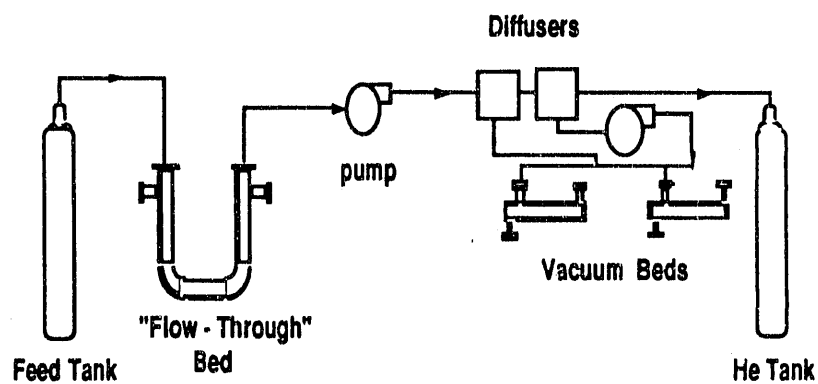 Diffusers
pump
Vacuum Beds
"Flow - Through"
Bed
Feed Tank
He Tank